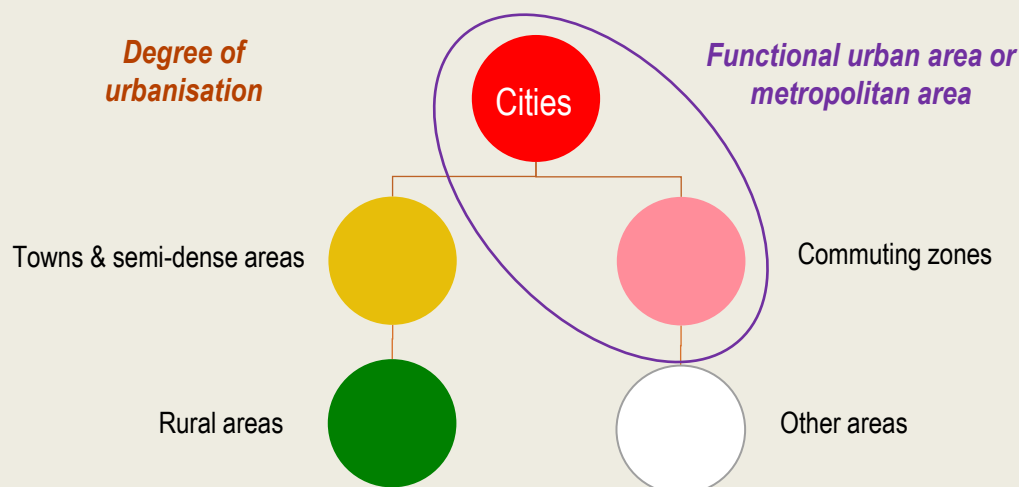 Degree of
urbanisation
Functional urban area or
metropolitan area
Cities
Towns & semi-dense areas
Commuting zones
Rural areas
Other areas